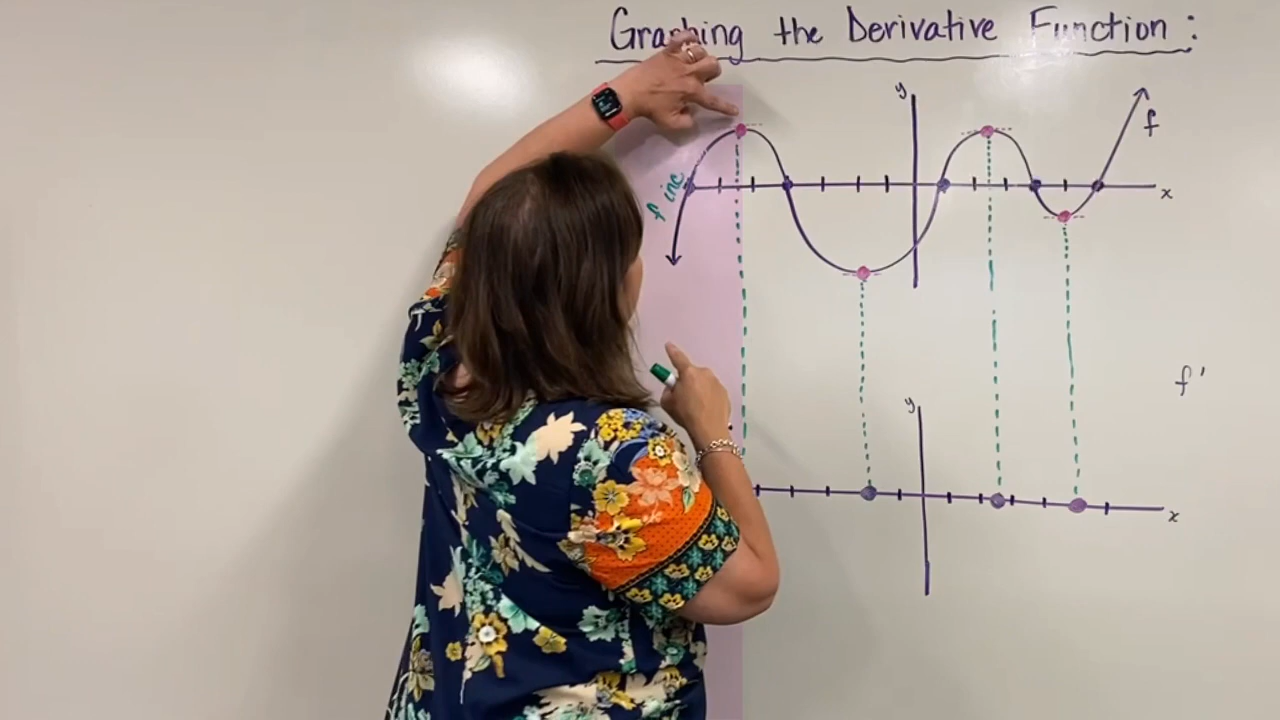 Graphing the Derivative Function :
y
f
f inc
x
f'
y
x